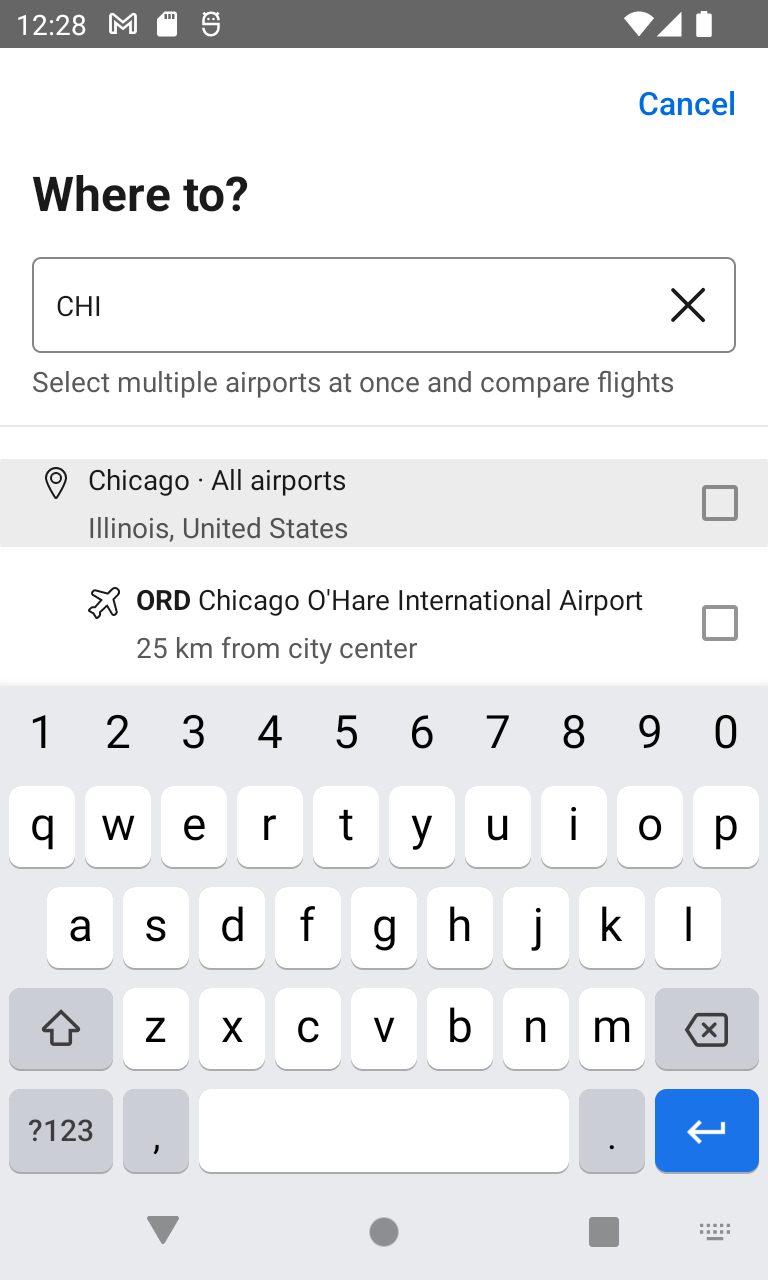 12:28
Cancel
Where to?
CHI
Select multiple airports at once and compare flights
Chicago · All airports
Illinois, United States
ORD Chicago O'Hare International Airport
25 km from city center
1 2 3 4 5 6 7 8 9 0
q w e r t y u i o p
a s d f g h j k l
z x c v b n m
?123 , .